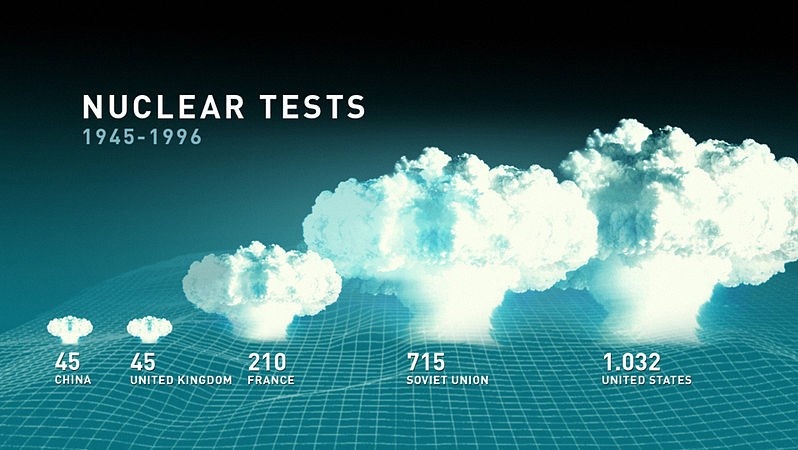 NUCLEAR TESTS
1945-1996
45
CHINA
45
UNITED KINGDOM
210
FRANCE
715
SOVIET UNION
1.032
UNITED STATES